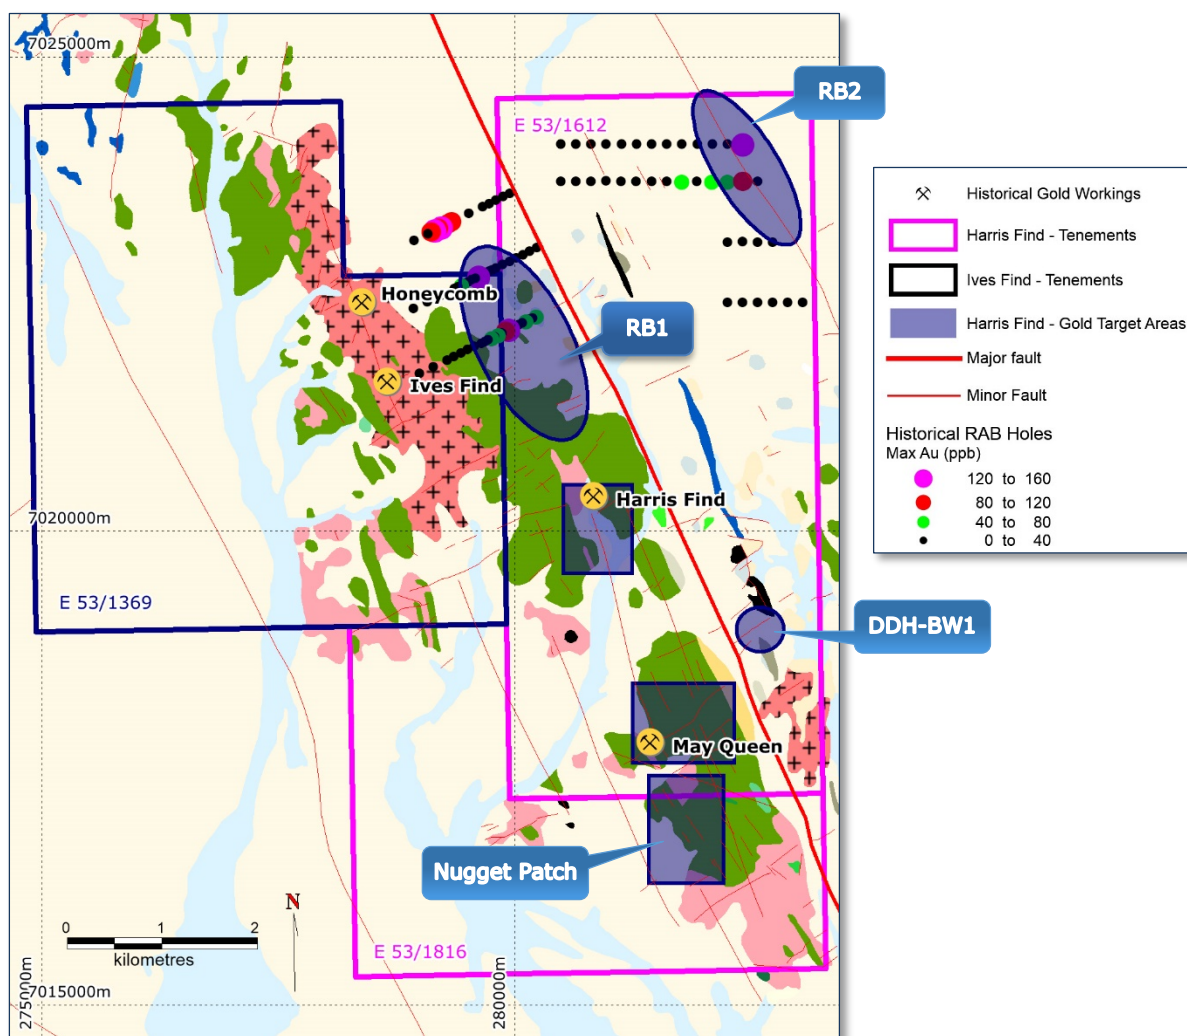 7025000m
RB2
E 53/1612
Honeycomb
RB1
Ives Find
Harris Find
7020000m
E 53/1369
DDH-BW1
May Queen
Nugget Patch
N
0 1 2
kilometres
E 53/1816
7015000m
275000m
280000m
Historical Gold Workings
Harris Find - Tenements
Ives Find - Tenements
Harris Find - Gold Target Areas
Major fault
Minor Fault
Historical RAB Holes
Max Au (ppb)
120 to 160
80 to 120
40 to 80
0 to 40